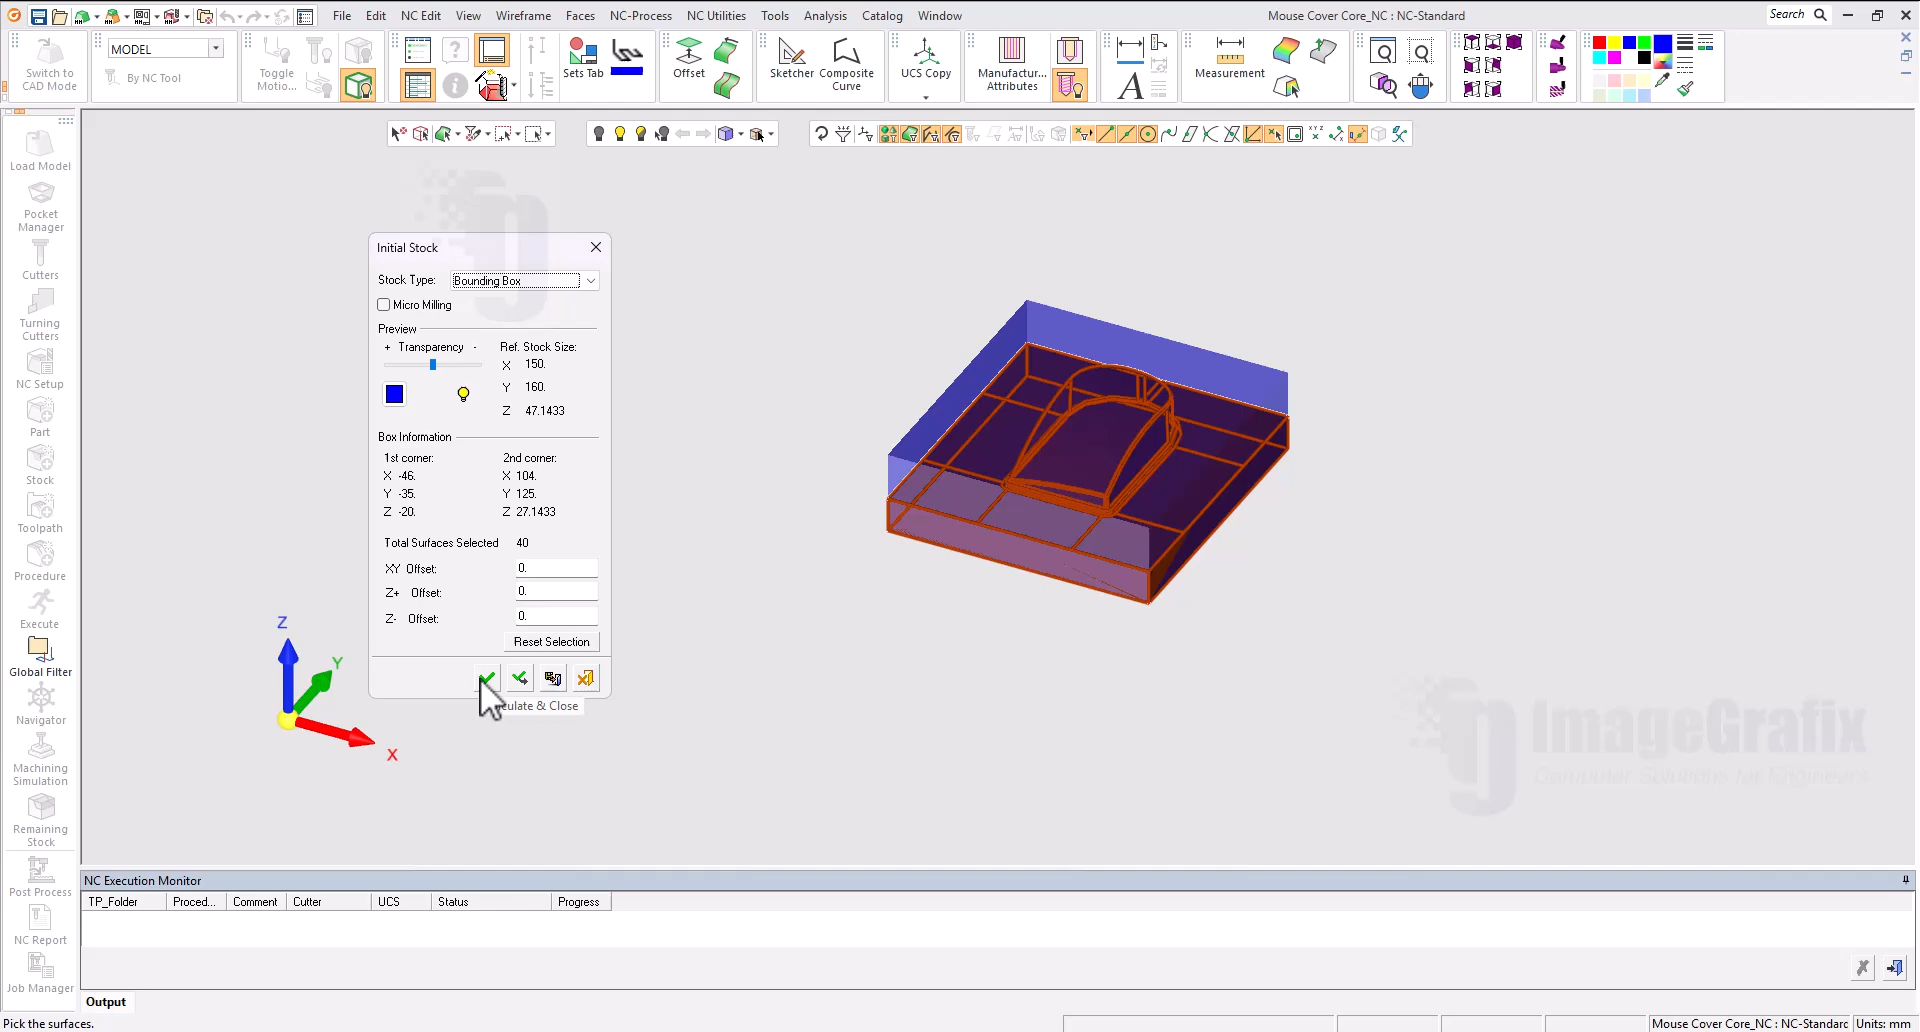 File Edit NC Edit View Wireframe Faces NC-Process NC Utilities Tools Analysis Catalog Window
Mouse Cover Core_NC : NC-Standard
Search
Switch to
CAD Mode
MODEL
By NC Tool
Toggle
Motio...
Sets Tab
Offset
Sketcher
Composite
Curve
UCS Copy
Manufactur...
Attributes
A
Measurement
Load Model
Pocket
Manager
Cutters
Turning
Cutters
NC Setup
Part
Stock
Toolpath
Procedure
Execute
Global Filter
Navigator
Machining
Simulation
Remaining
Stock
Post Process
NC Report
Job Manager
Initial Stock
Stock Type: Bounding Box
Micro Milling
Preview
+ Transparency - Ref. Stock Size:
X 150.
Y 160.
Z 47.1433
Box Information
1st corner: 2nd corner:
X -46. X 104.
Y -35. Y 125.
Z -20. Z 27.1433
Total Surfaces Selected 40
XY Offset: 0.
Z+ Offset: 0.
Z- Offset: 0.
Reset Selection
culate & Close
Z
Y
X
ImageGrafix
Computer Solutions for Engineers
NC Execution Monitor
TP_Folder Proced... Comment Cutter UCS Status Progress
Output
Pick the surfaces.
Mouse Cover Core_NC : NC-Standard Units: mm